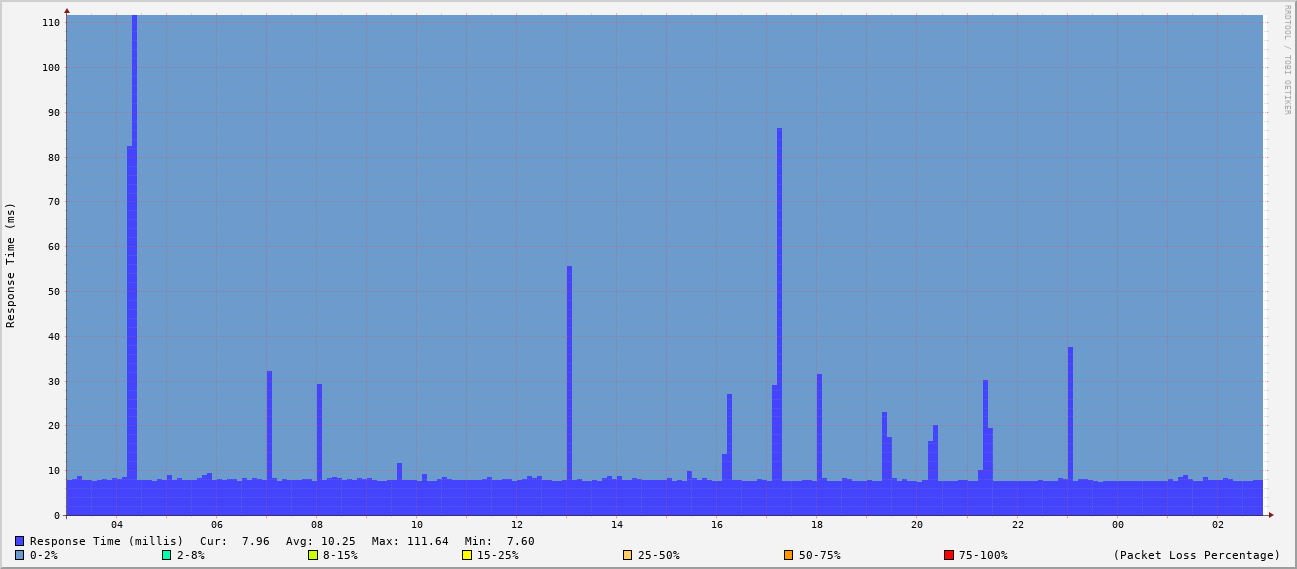 RRDTOOL / TOBI OETIKER
Response Time (ms)
110
100
90
80
70
60
50
40
30
20
10
0
04 06 08 10 12 14 16 18 20 22 00 02
Response Time (millis) Cur: 7.96 Avg: 10.25 Max: 111.64 Min: 7.60
0-2% 2-8% 8-15% 15-25% 25-50% 50-75% 75-100% (Packet Loss Percentage)